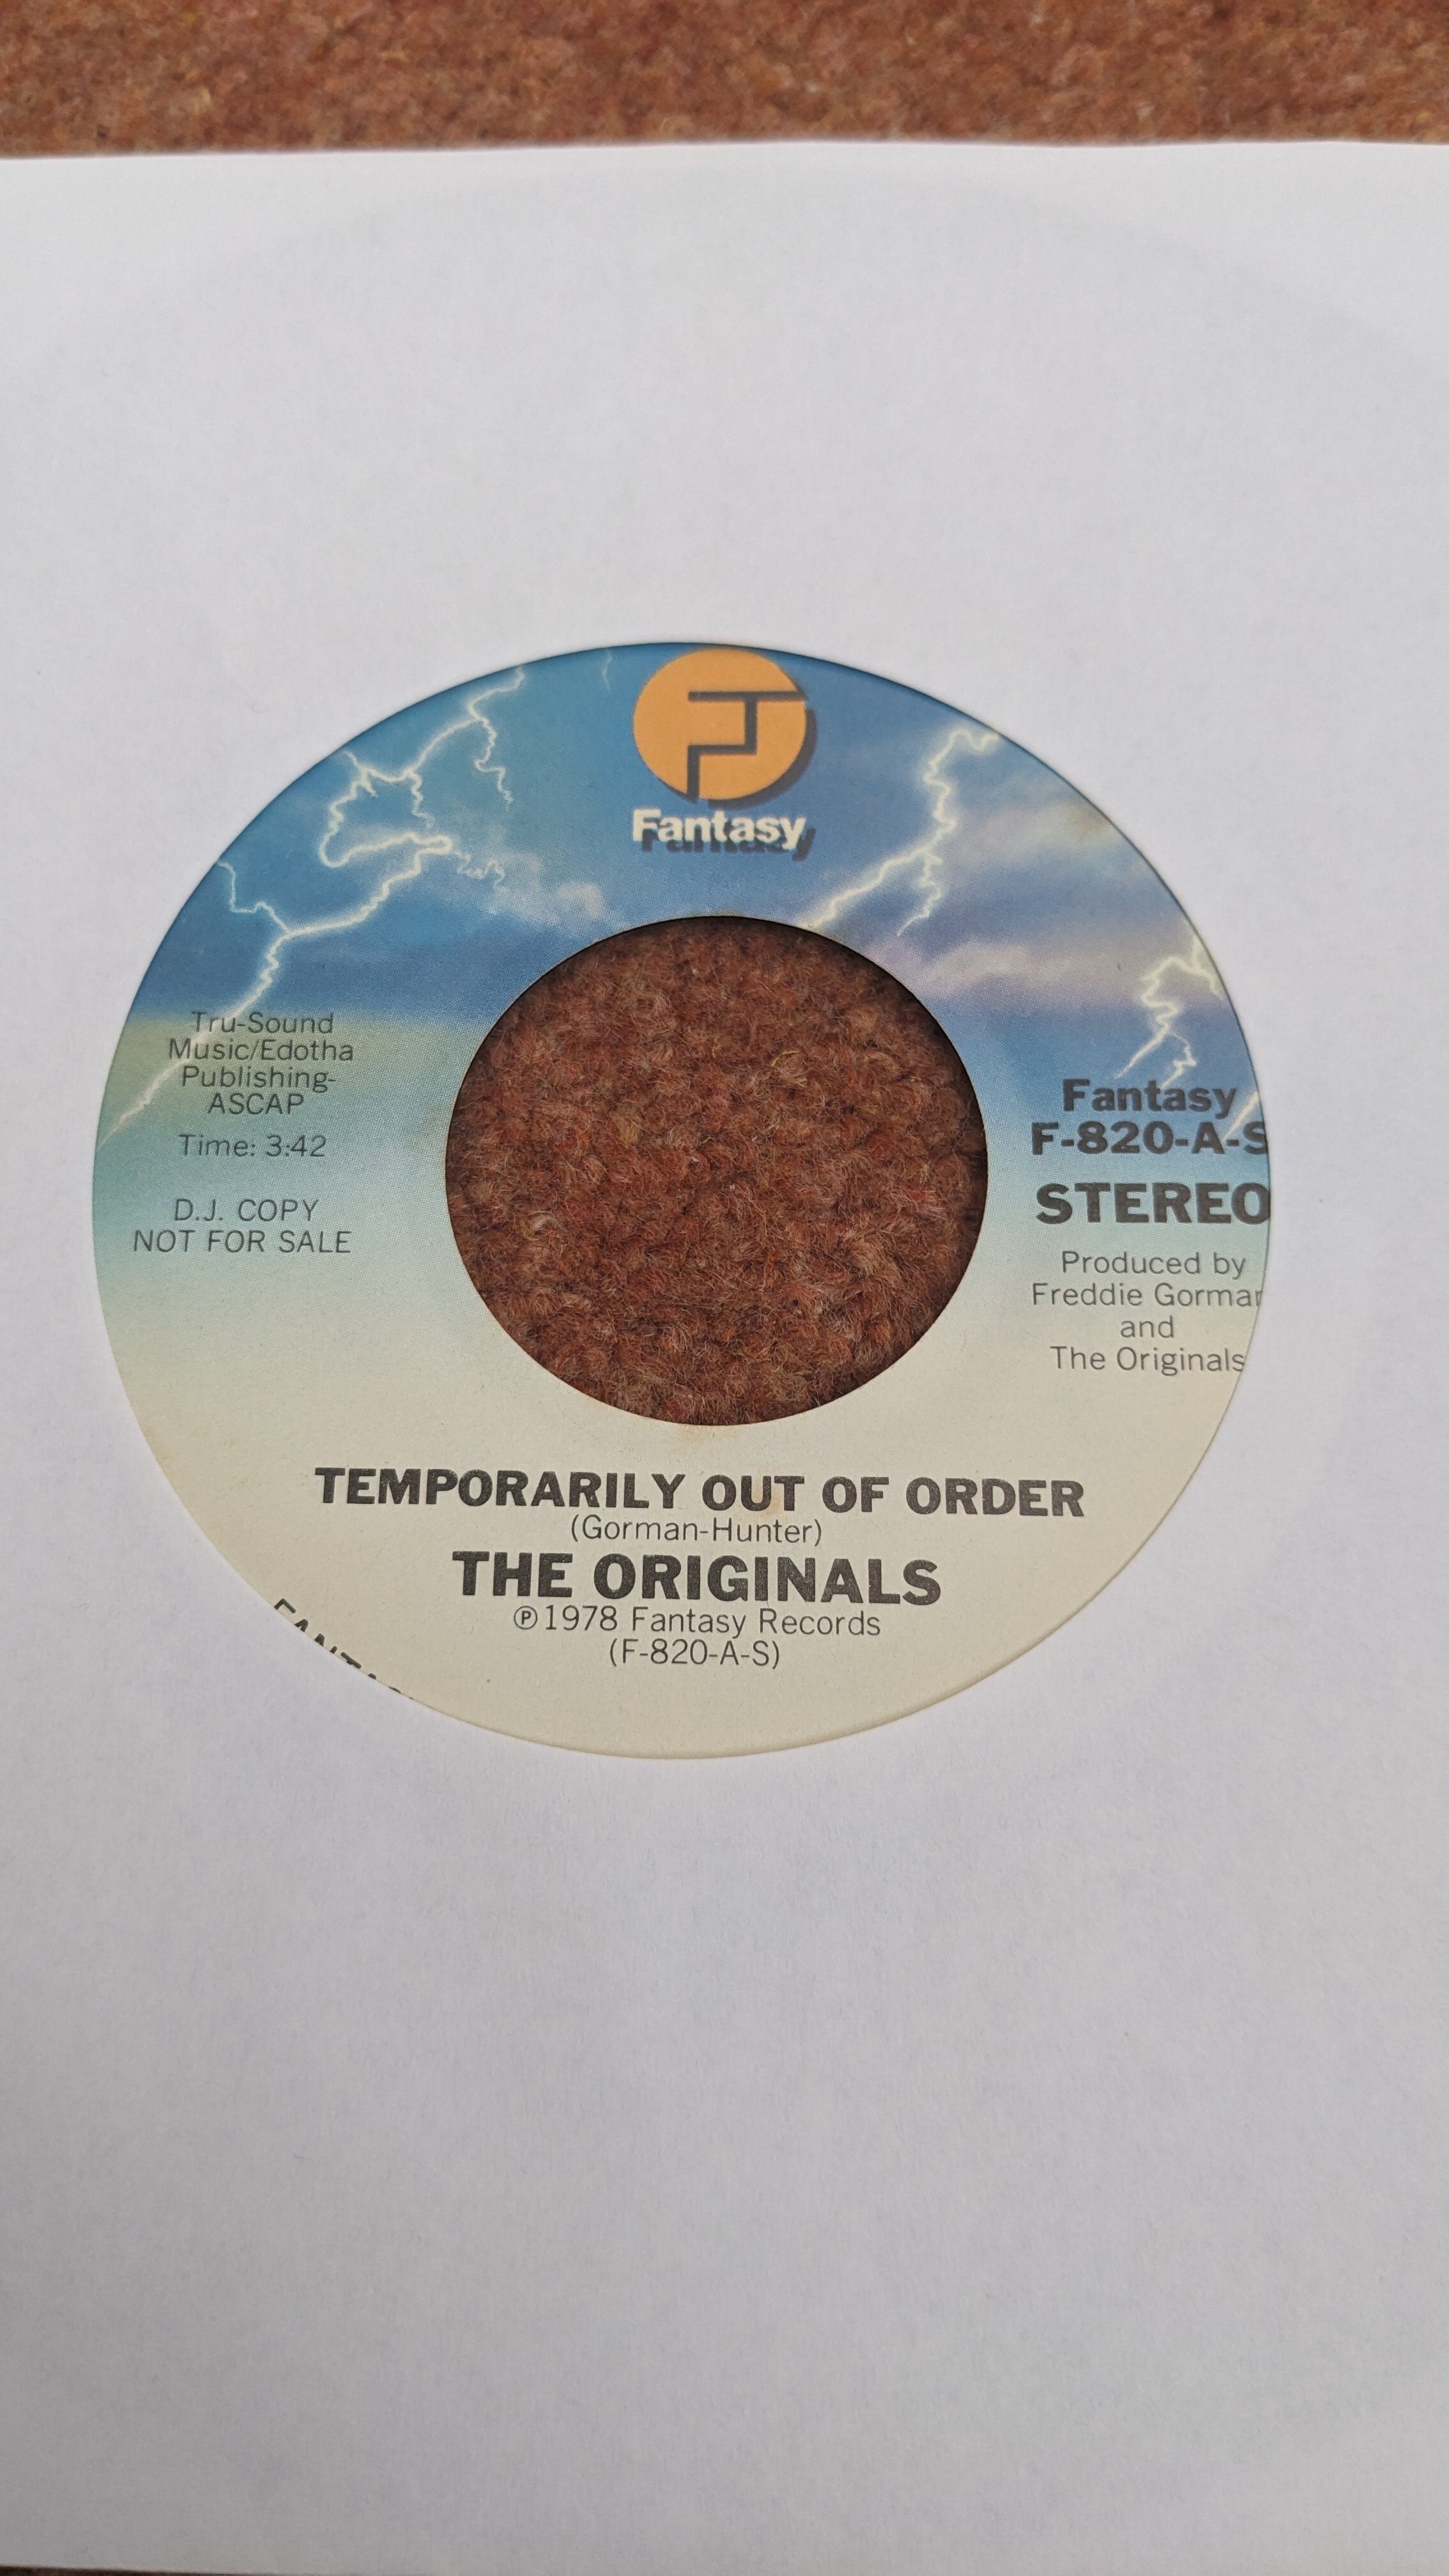 Fantasy
Tru-Sound
Music/Edotha
Publishing-
ASCAP
Time: 3:42
D.J. COPY
NOT FOR SALE
Fantasy
F-820-A-S
STEREO
Produced by
Freddie Gorman
and
The Originals
TEMPORARILY OUT OF ORDER
(Gorman-Hunter)
THE ORIGINALS
℗1978 Fantasy Records
(F-820-A-S)